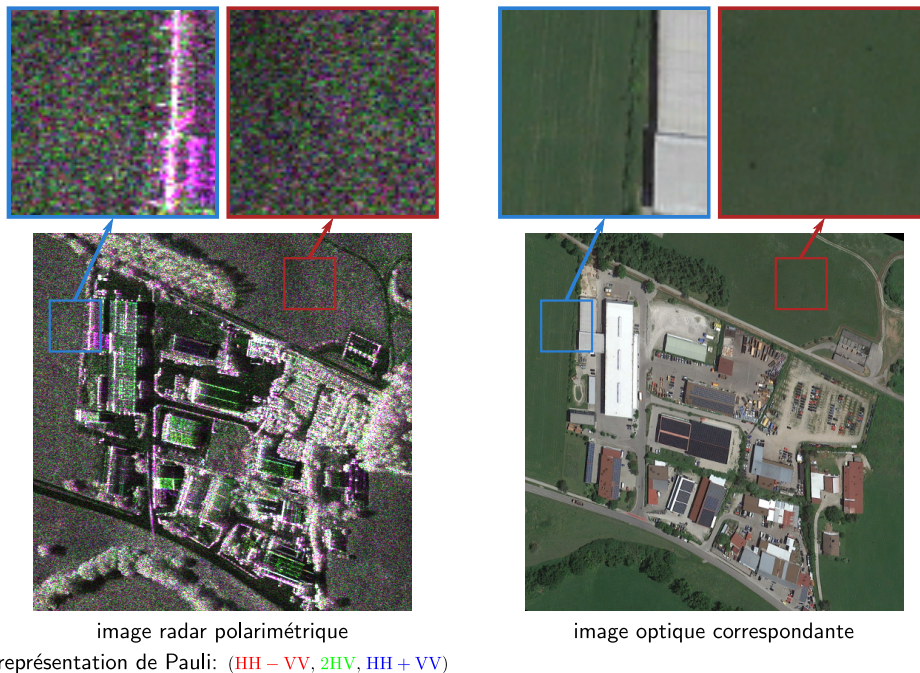 image radar polarimétrique
image optique correspondante
représentation de Pauli: (HH − VV, 2HV, HH + VV)